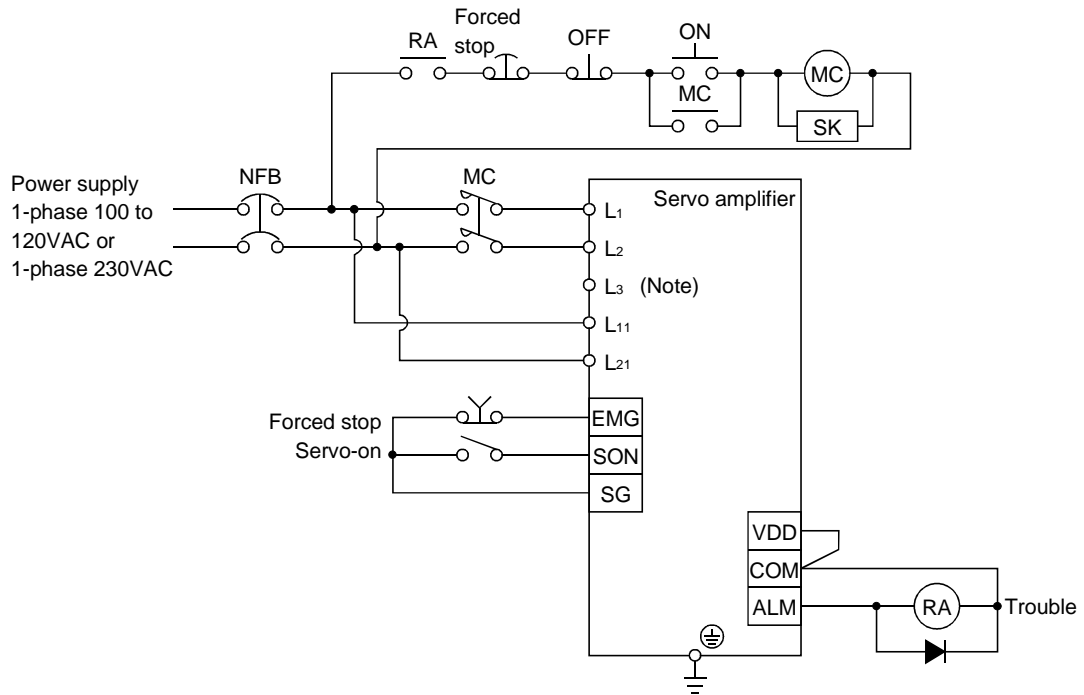 Forced
stop
RA
OFF
ON
MC
MC
SK
Power supply
1-phase 100 to
120VAC or
1-phase 230VAC
NFB
MC
Servo amplifier
L1
L2
L3 (Note)
L11
L21
Forced stop
Servo-on
EMG
SON
SG
VDD
COM
ALM
RA
Trouble